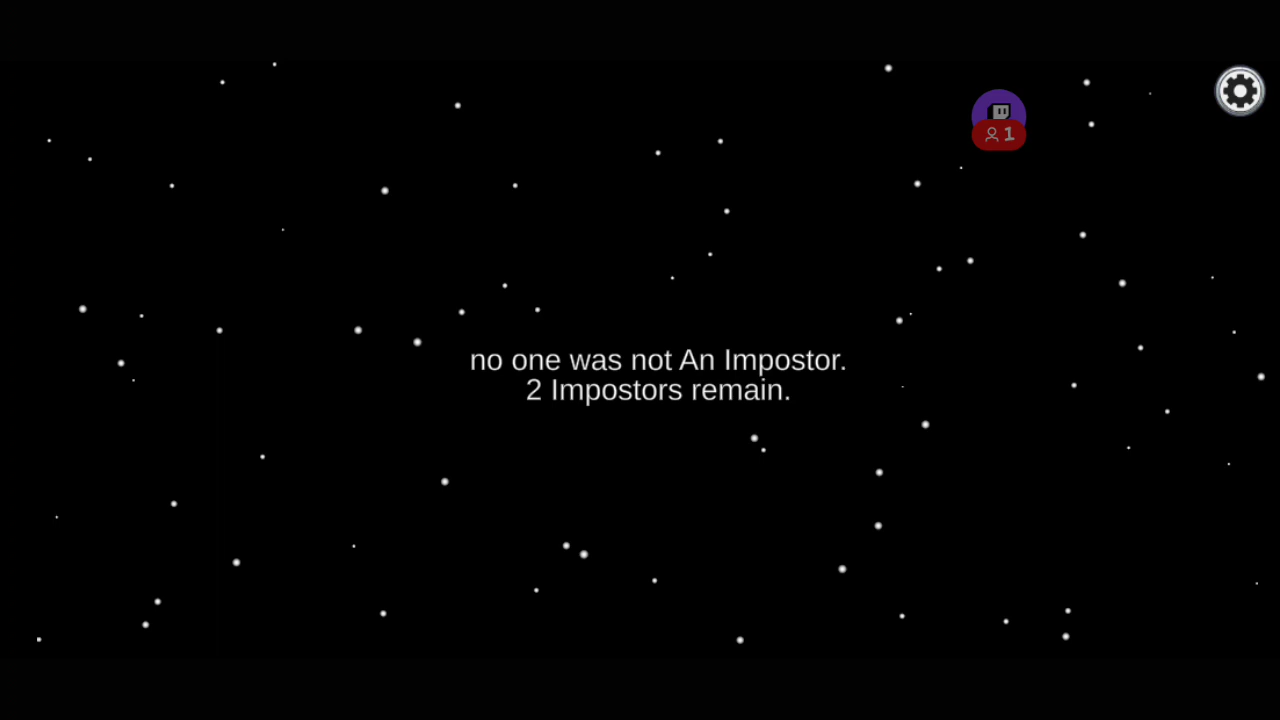 1
no one was not An Impostor.
2 Impostors remain.